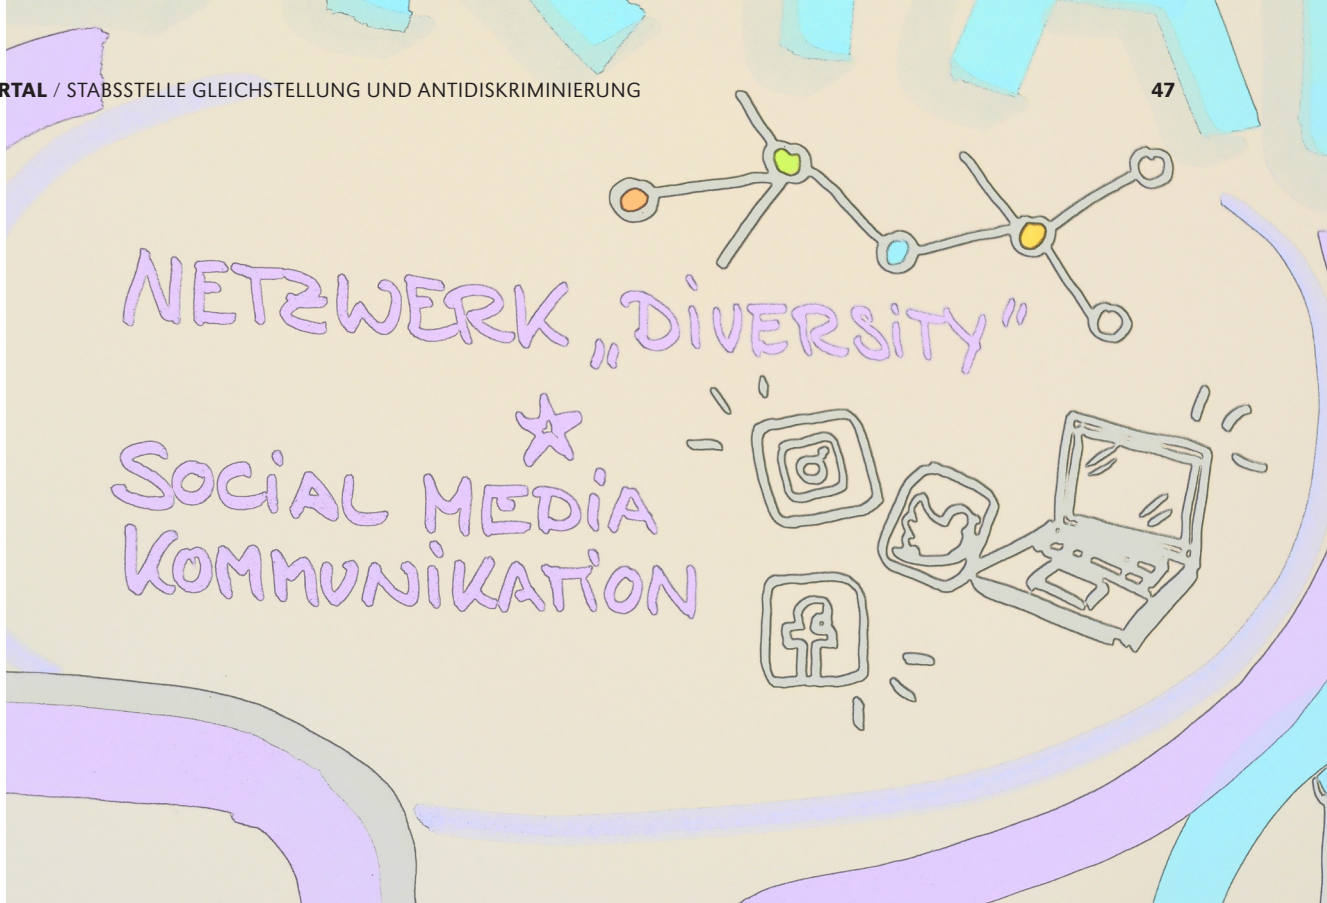 RTAL / STABSSTELLE GLEICHSTELLUNG UND ANTIDISKRIMINIERUNG 47
NETZWERK „DiVERSiTY“
SOCiAL MEDiA
KOMMUNiKATiON